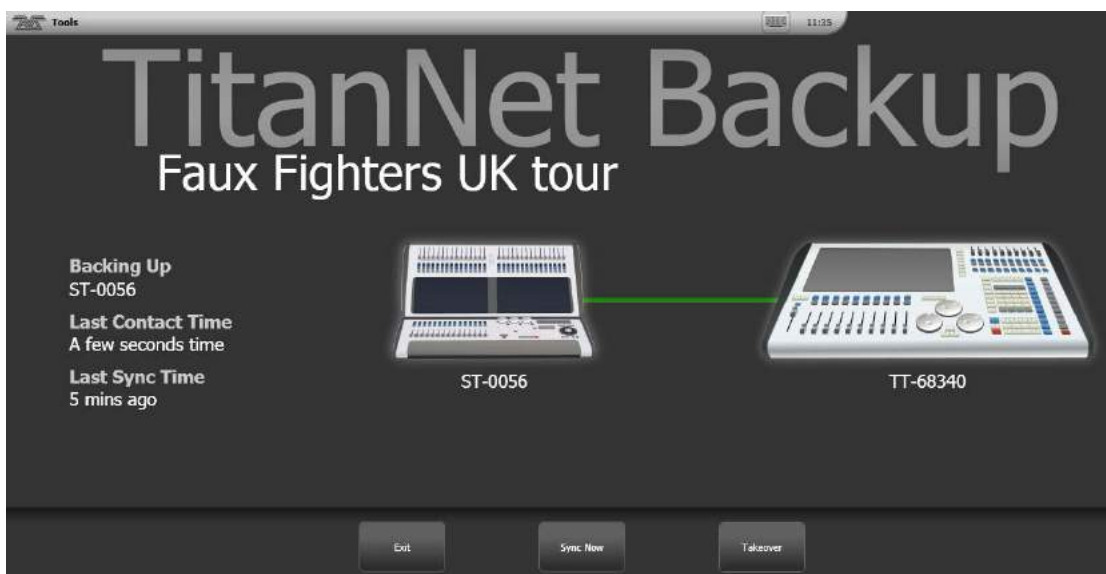 Tools
11:35
TitanNet Backup
Faux Fighters UK tour
Backing Up
ST-0056
Last Contact Time
A few seconds time
Last Sync Time
5 mins ago
ST-0056
TT-68340
Exit
Sync Now
Takeover